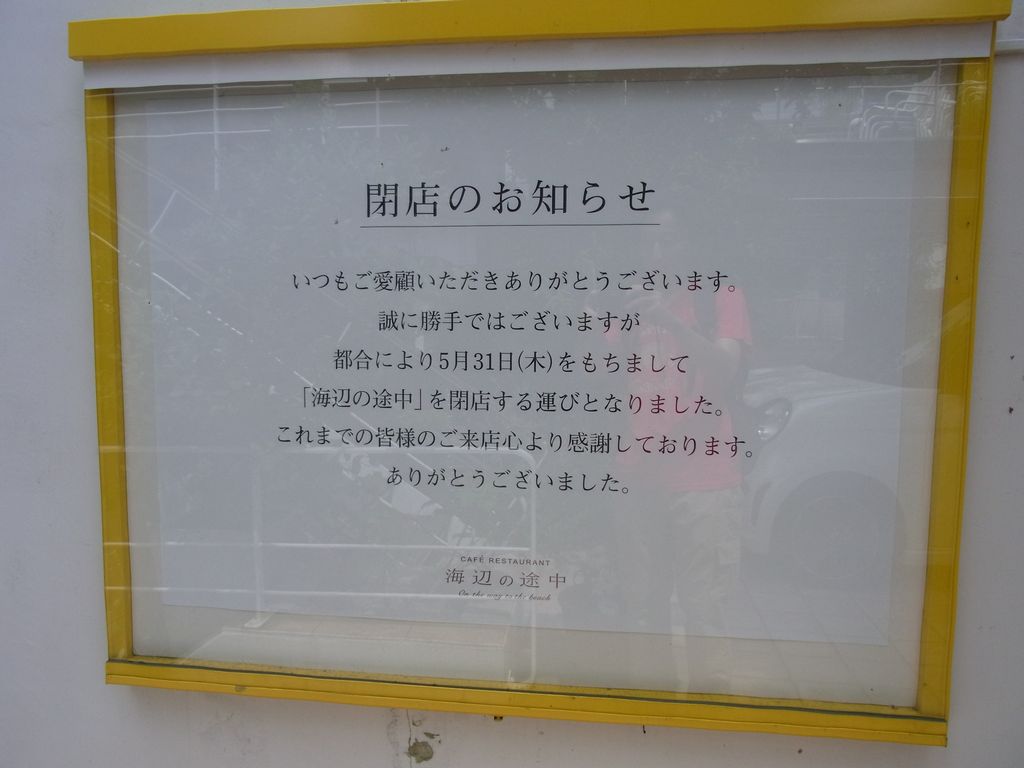 閉店のお知らせ
いつもご愛顧いただきありがとうございます。
誠に勝手ではございますが
都合により5月31日(木)をもちまして
「海辺の途中」を閉店する運びとなりました。
これまでの皆様のご来店心より感謝しております。
ありがとうございました。
CAFÉ RESTAURANT
海辺の途中
On the way to the beach